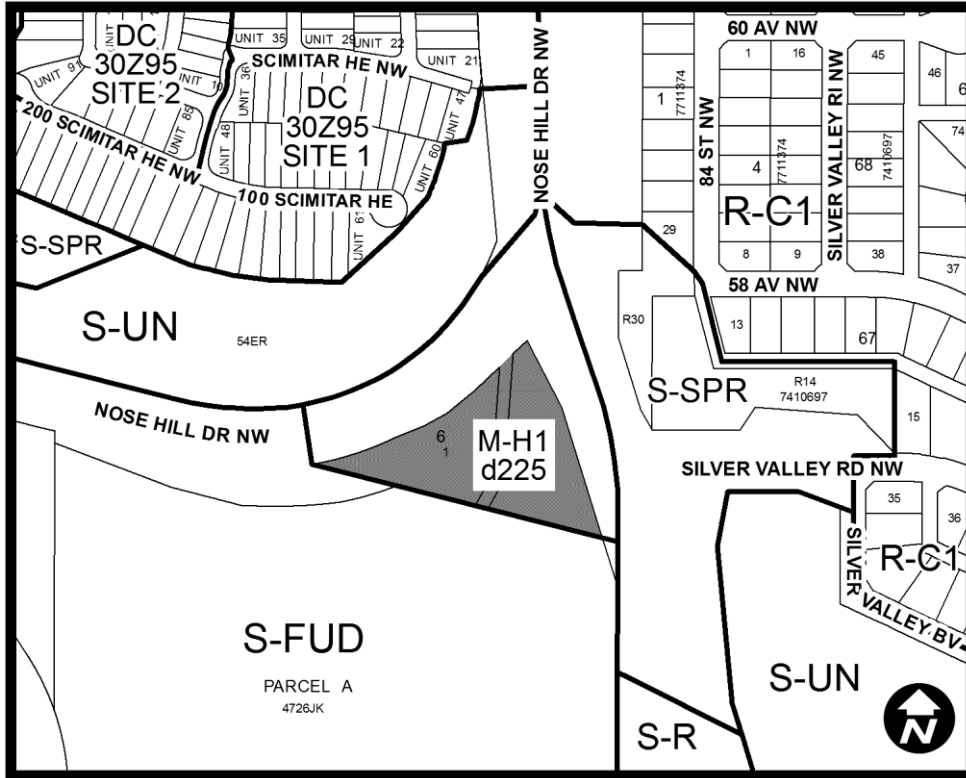 UNIT 35
UNIT 29
UNIT 22
60 AV NW
DC
30Z95
SITE 2
UNIT 91
UNIT 10
UNIT 85
SCIMITAR HE NW
UNIT 21
UNIT 36
DC
30Z95
SITE 1
UNIT 47
UNIT 48
UNIT 60
UNIT 61
200 SCIMITAR HE NW
100 SCIMITAR HE
NOSE HILL DR NW
1
7711374
84 ST NW
1
16
4
7711374
SILVER VALLEY RI NW
45
46
6
74
68
7410697
R-C1
29
8
9
38
37
58 AV NW
S-SPR
S-UN
54ER
R30
13
67
S-SPR
R14
7410697
15
NOSE HILL DR NW
6
1
M-H1
d225
SILVER VALLEY RD NW
35
36
R-C1
SILVER
VALLEY BV
S-FUD
PARCEL A
4726JK
S-UN
S-R
N